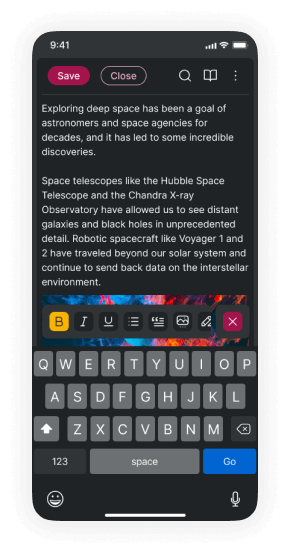 9:41
Save Close
Exploring deep space has been a goal of
astronomers and space agencies for
decades, and it has led to some incredible
discoveries.
Space telescopes like the Hubble Space
Telescope and the Chandra X-ray
Observatory have allowed us to see distant
galaxies and black holes in unprecedented
detail. Robotic spacecraft like Voyager 1 and
2 have traveled beyond our solar system and
continue to send back data on the interstellar
environment.
B I U
Q W E R T Y U I O P
A S D F G H J K L
Z X C V B N M
123 space Go